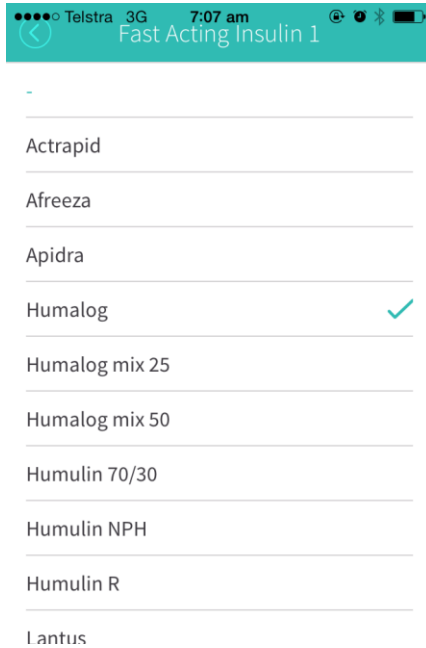 Telstra 3G 7:07 am
Fast Acting Insulin 1
-
Actrapid
Afreeza
Apidra
Humalog
Humalog mix 25
Humalog mix 50
Humulin 70/30
Humulin NPH
Humulin R
Lantus